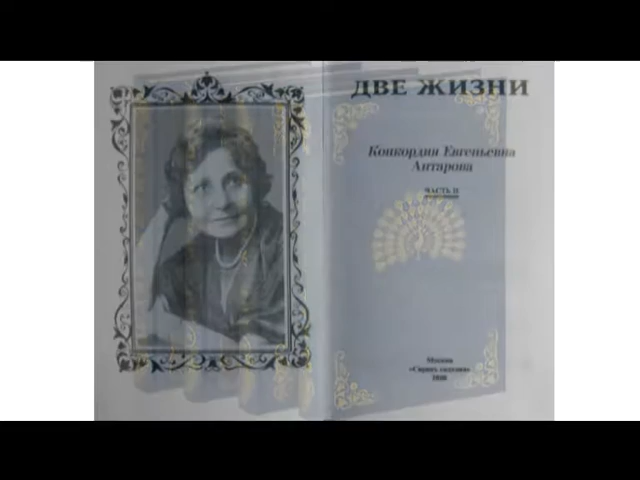 ДВЕ ЖИЗНИ
Конкордия Евгеньевна
Антарова
ЧАСТЬ II
Москва